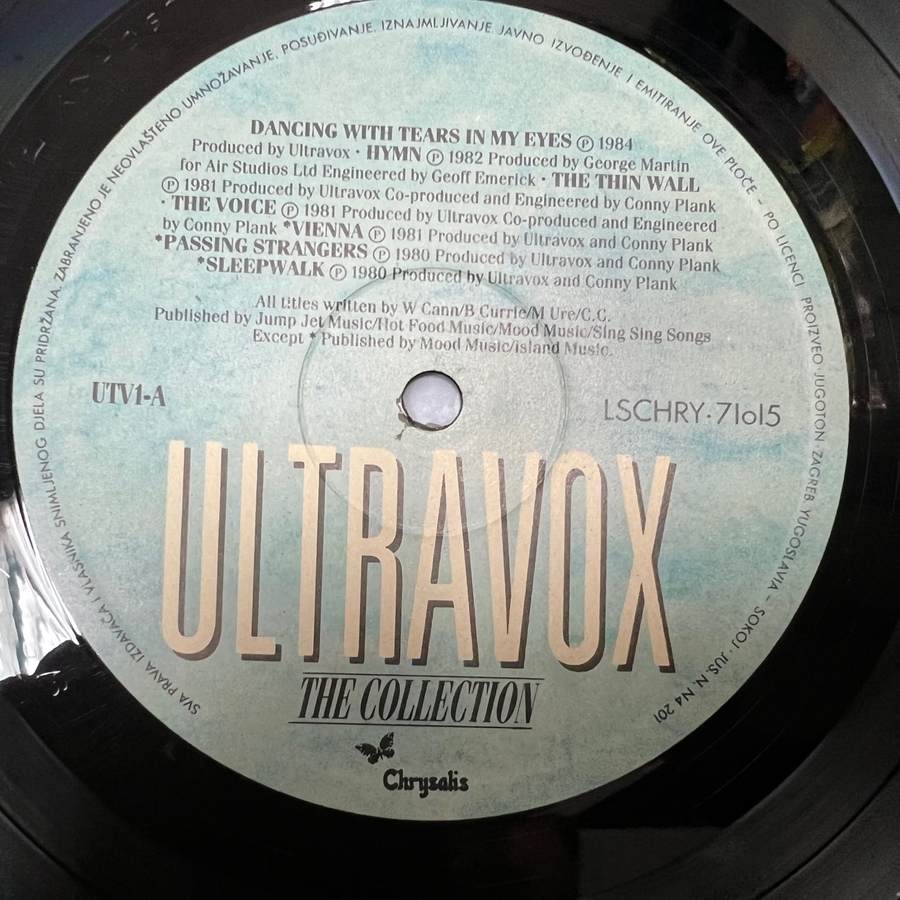 SVA PRAVA IZDAVAČA I VLASNIKA SNIMLJENOG DJELA SU PRIDRŽANA. ZABRANJENO JE NEOVLAŠTENO UMNOŽAVANJE, POSUĐIVANJE, IZNAJMLJIVANJE, JAVNO IZVOĐENJE I EMITIRANJE OVE PLOČE – PO LICENCI PROIZVEO JUGOTON ZAGREB YUGOSLAVIA – SOKOJ JUS. N. N4 201
DANCING WITH TEARS IN MY EYES ℗ 1984
Produced by Ultravox · HYMN ℗ 1982 Produced by George Martin
for Air Studios Ltd Engineered by Geoff Emerick · THE THIN WALL
℗ 1981 Produced by Ultravox Co-produced and Engineered by Conny Plank
· THE VOICE ℗ 1981 Produced by Ultravox Co-produced and Engineered
by Conny Plank *VIENNA ℗ 1981 Produced by Ultravox and Conny Plank
*PASSING STRANGERS ℗ 1980 Produced by Ultravox and Conny Plank
*SLEEPWALK ℗ 1980 Produced by Ultravox and Conny Plank
All titles written by W Cann/B Currie/M Ure/C.C.
Published by Jump Jet Music/Hot Food Music/Mood Music/Sing Sing Songs
Except * Published by Mood Music/island Music.
UTV1-A
LSCHRY·71015
ULTRAVOX
THE COLLECTION
Chrysalis